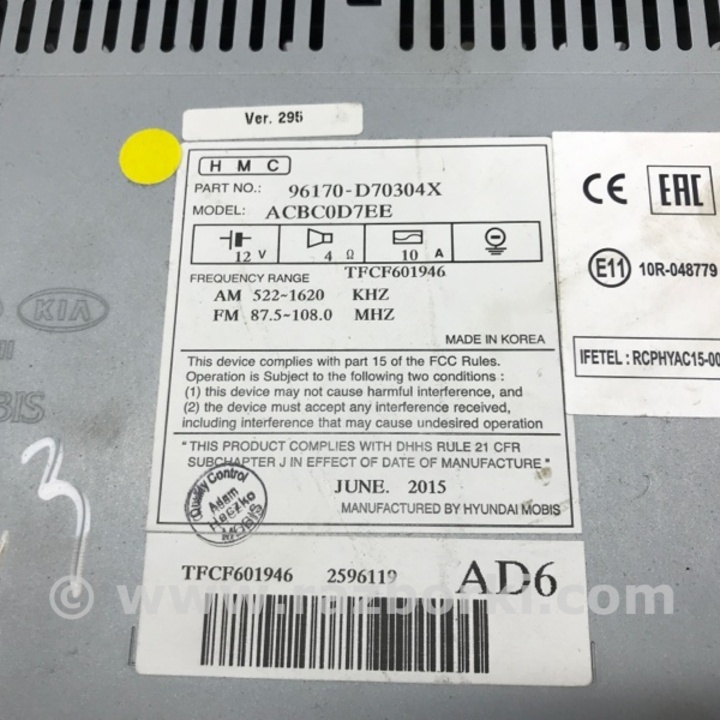 Ver. 295
HMC
PART NO.: 96170-D70304X
MODEL: ACBC0D7EE
12 V 4 Ω 10 A
TFCF601946
FREQUENCY RANGE
AM 522~1620 KHZ
FM 87.5~108.0 MHZ
MADE IN KOREA
This device complies with part 15 of the FCC Rules.
Operation is Subject to the following two conditions :
(1) this device may not cause harmful interference, and
(2) the device must accept any interference received,
including interference that may cause undesired operation
"THIS PRODUCT COMPLIES WITH DHHS RULE 21 CFR
SUBCHAPTER J IN EFFECT OF DATE OF MANUFACTURE"
JUNE. 2015
MANUFACTURED BY HYUNDAI MOBIS
Quality Control
Adam
TFCF601946 2596119 AD6
CE EAC
E11 10R-048779
IFETEL : RCPHYAC15-00
KIA
3
© www.razborki.com